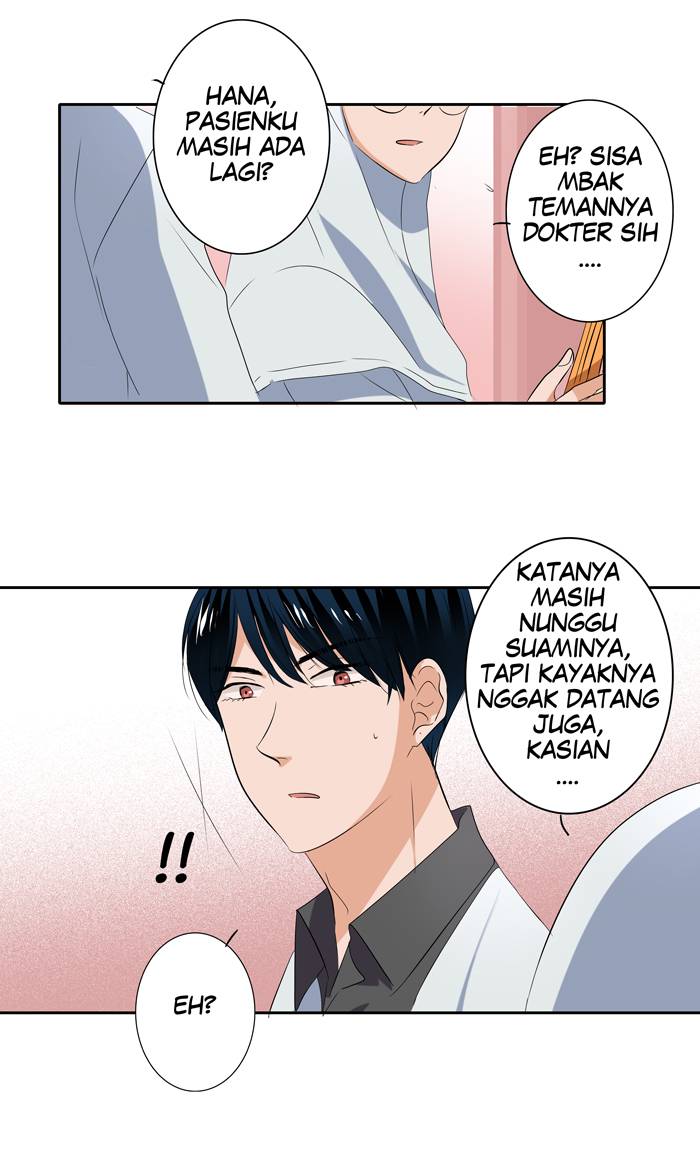 HANA,
PASIENKU
MASIH ADA
LAGI?
EH? SISA
MBAK
TEMANNYA
DOKTER SIH
....
KATANYA
MASIH
NUNGGU
SUAMINYA,
TAPI KAYAKNYA
NGGAK DATANG
JUGA,
KASIAN
....
!!
EH?